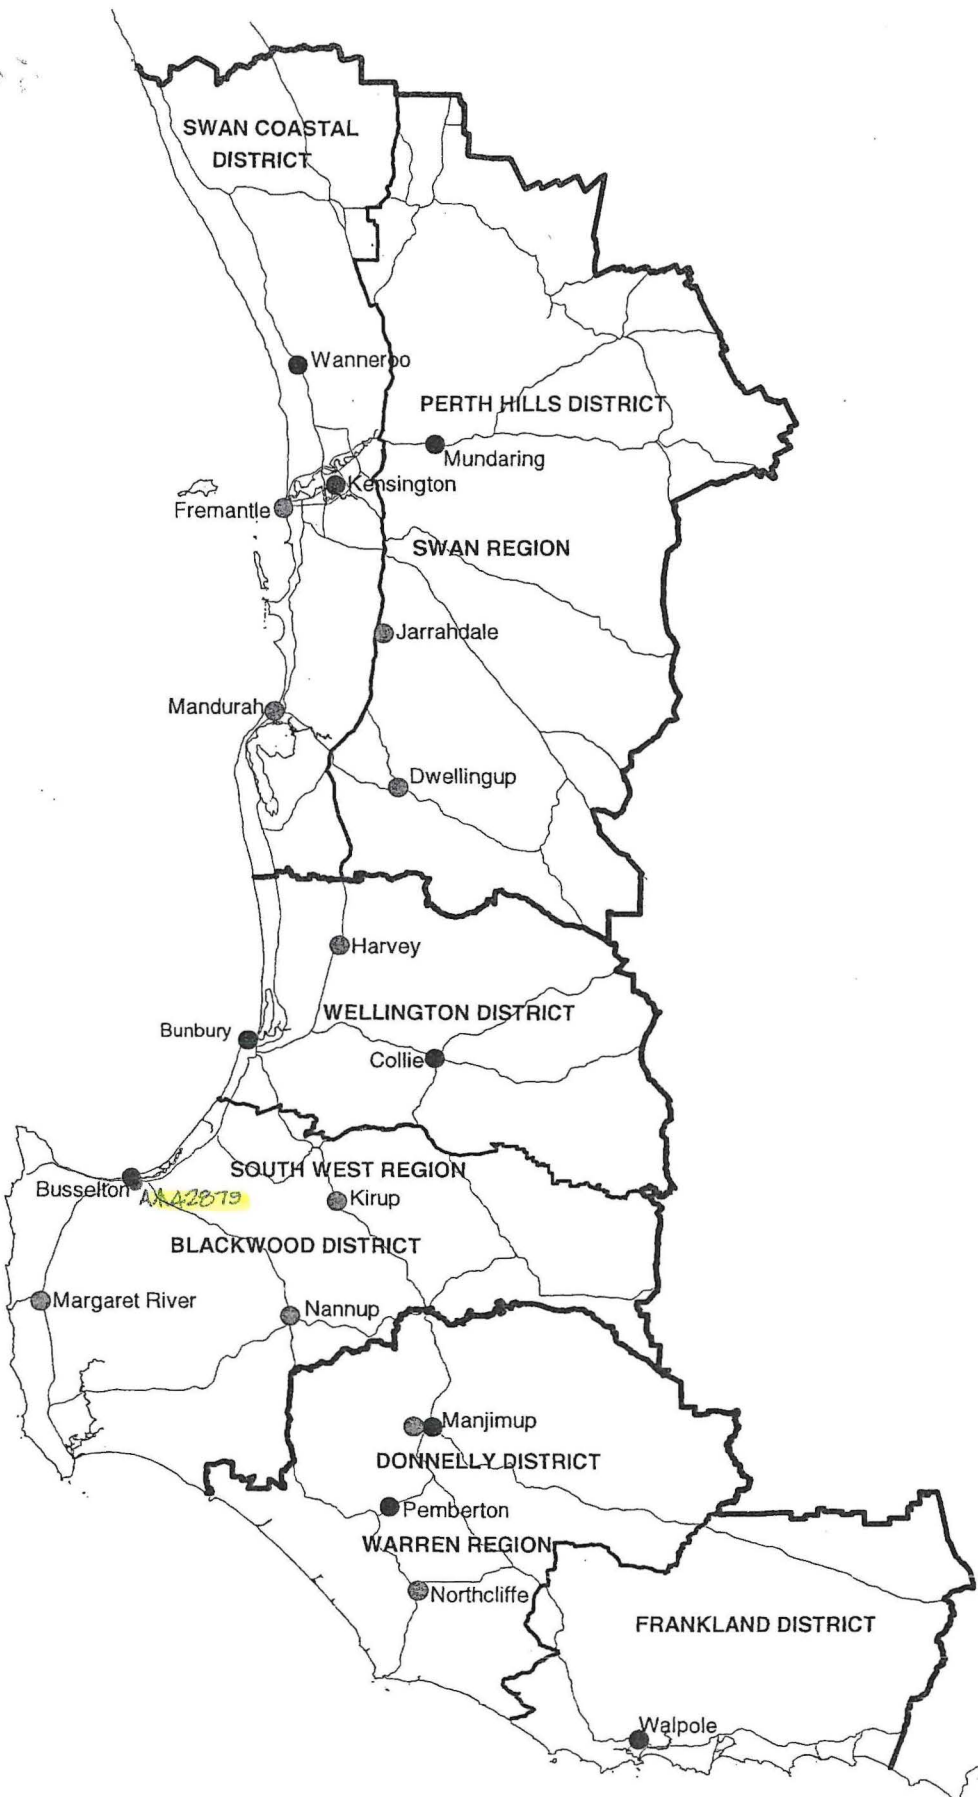 SWAN COASTAL
DISTRICT
Wanneroo
PERTH HILLS DISTRICT
Mundaring
Kensington
Fremantle
SWAN REGION
Jarrahdale
Mandurah
Dwellingup
Harvey
WELLINGTON DISTRICT
Bunbury
Collie
SOUTH WEST REGION
Busselton
AAA2879
Kirup
BLACKWOOD DISTRICT
Margaret River
Nannup
Manjimup
DONNELLY DISTRICT
Pemberton
WARREN REGION
Northcliffe
FRANKLAND DISTRICT
Walpole